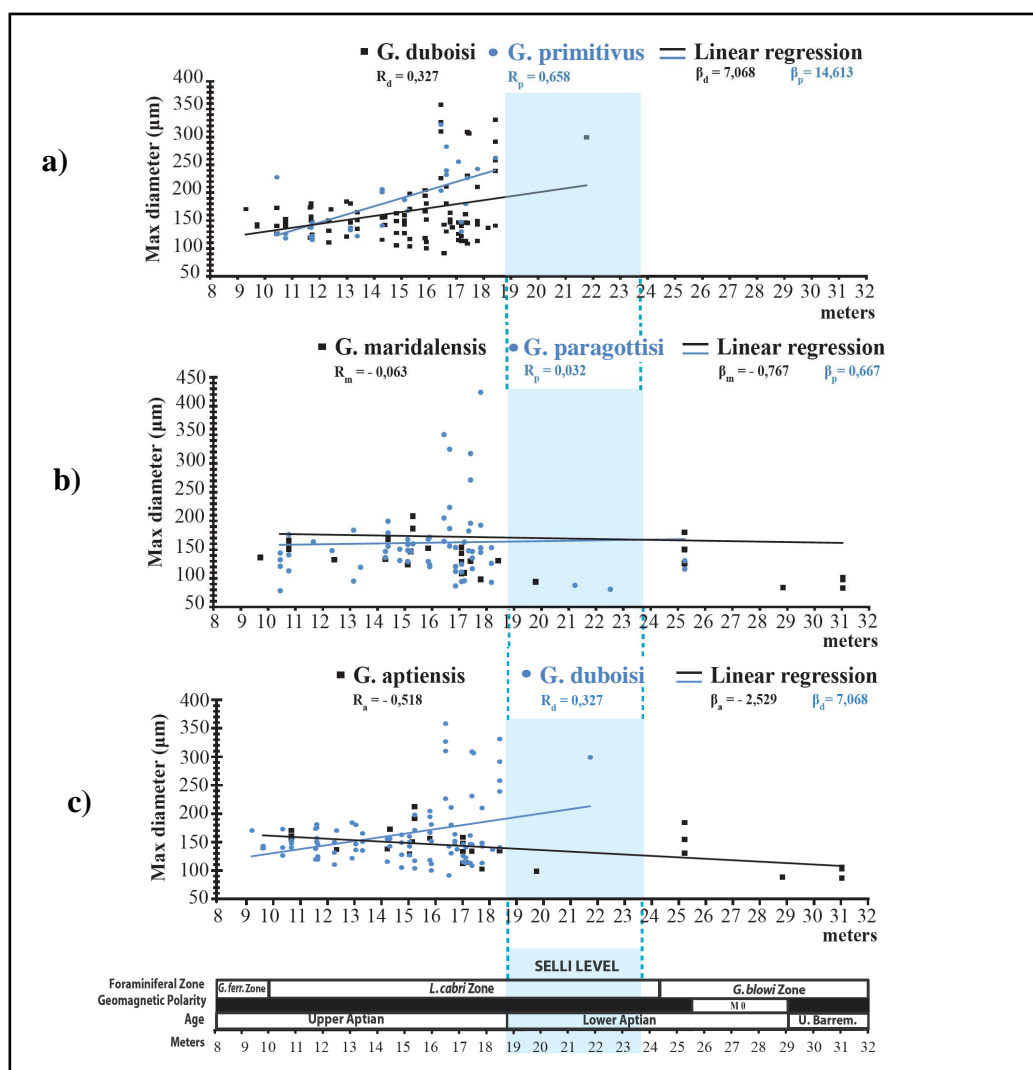 a)
■ G. duboisi ● G. primitivus Linear regression
R_d = 0,327 R_p = 0,658 β_d = 7,068 β_p = 14,613
Max diameter (µm)
400
350
300
250
200
150
100
50
8 9 10 11 12 13 14 15 16 17 18 19 20 21 22 23 24 25 26 27 28 29 30 31 32
meters
b)
■ G. maridalensis ● G. paragottisi Linear regression
R_m = - 0,063 R_p = 0,032 β_m = - 0,767 β_p = 0,667
Max diameter (µm)
450
400
350
300
250
200
150
100
50
8 9 10 11 12 13 14 15 16 17 18 19 20 21 22 23 24 25 26 27 28 29 30 31 32
meters
c)
■ G. aptiensis ● G. duboisi Linear regression
R_a = - 0,518 R_d = 0,327 β_a = - 2,529 β_d = 7,068
Max diameter (µm)
400
350
300
250
200
150
100
50
8 9 10 11 12 13 14 15 16 17 18 19 20 21 22 23 24 25 26 27 28 29 30 31 32
meters
SELLI LEVEL
Foraminiferal Zone G. ferr. Zone L. cabri Zone G. blowi Zone
Geomagnetic Polarity M 0
Age Upper Aptian Lower Aptian U. Barrem.
Meters 8 9 10 11 12 13 14 15 16 17 18 19 20 21 22 23 24 25 26 27 28 29 30 31 32